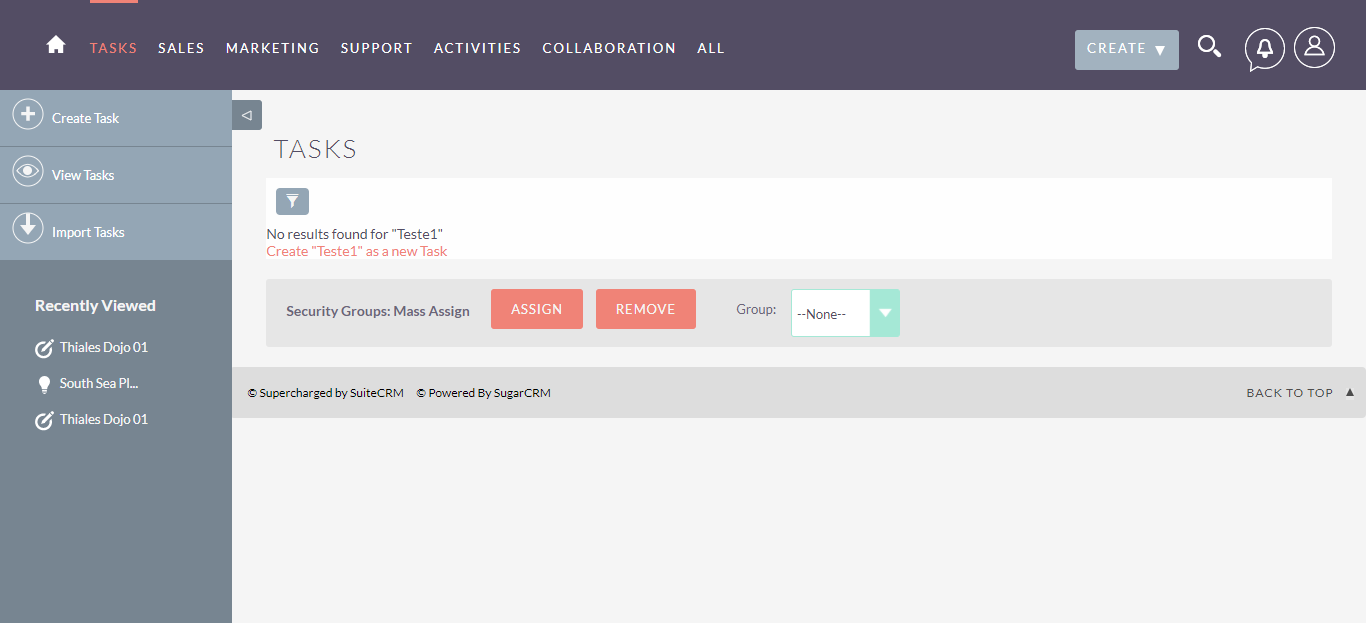 TASKS SALES MARKETING SUPPORT ACTIVITIES COLLABORATION ALL CREATE
Create Task
View Tasks
Import Tasks
Recently Viewed
Thiales Dojo 01
South Sea Pl...
Thiales Dojo 01
TASKS
No results found for "Teste1"
Create "Teste1" as a new Task
Security Groups: Mass Assign ASSIGN REMOVE Group: --None--
© Supercharged by SuiteCRM © Powered By SugarCRM BACK TO TOP